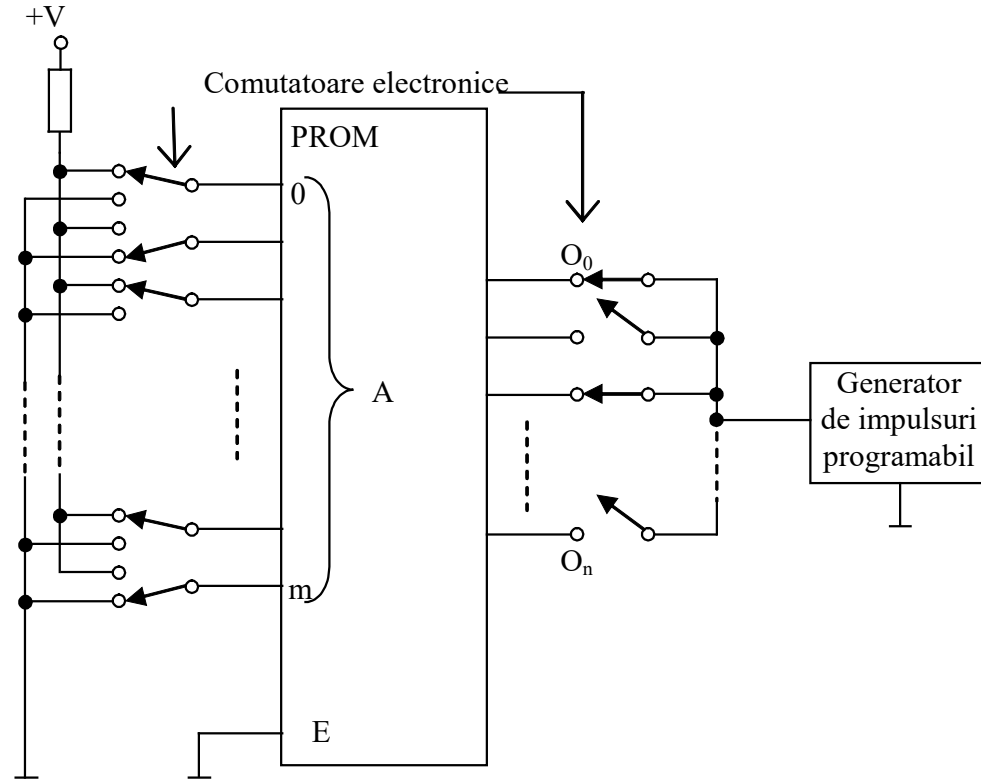 +V
Comutatoare electronice
PROM
0
O₀
A
Generator
de impulsuri
programabil
Oₙ
m
E